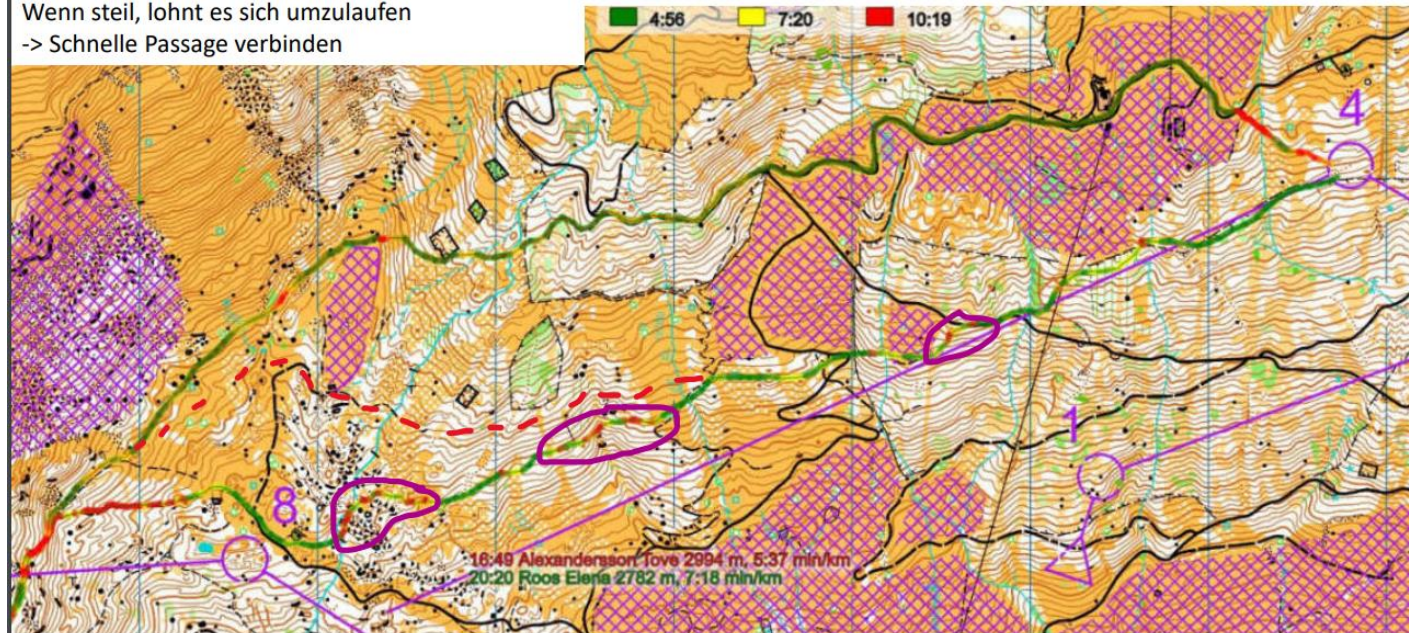 Wenn steil, lohnt es sich umzulaufen
-> Schnelle Passage verbinden
4:56 7:20 10:19
4
1
8
16:49 Alexandersson Tove 2994 m, 5:37 min/km
20:20 Roos Elena 2782 m, 7:18 min/km